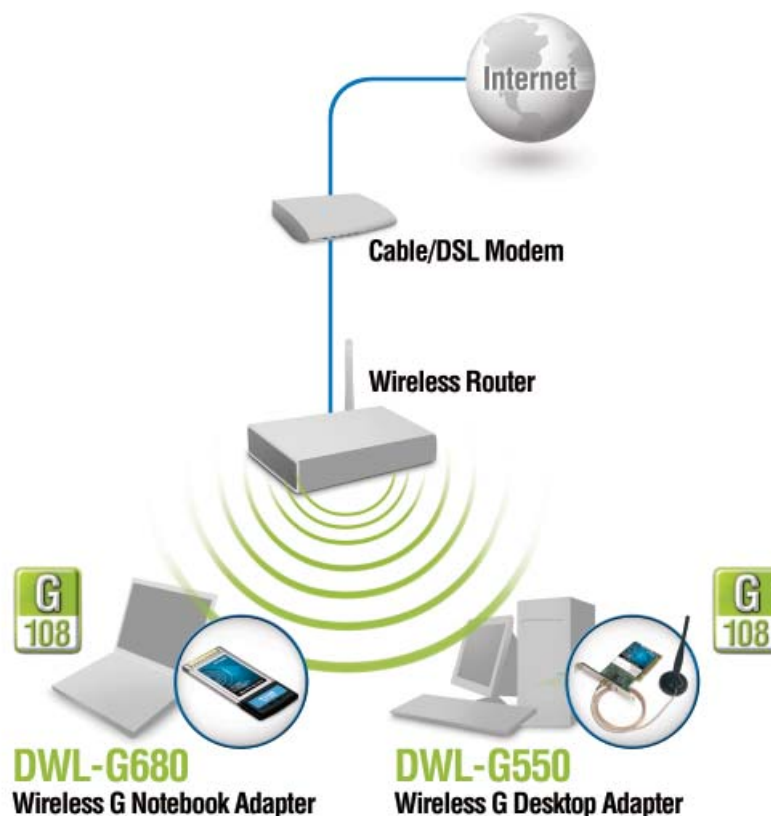 Internet
Cable/DSL Modem
Wireless Router
G
108
G
108
DWL-G680
Wireless G Notebook Adapter
DWL-G550
Wireless G Desktop Adapter